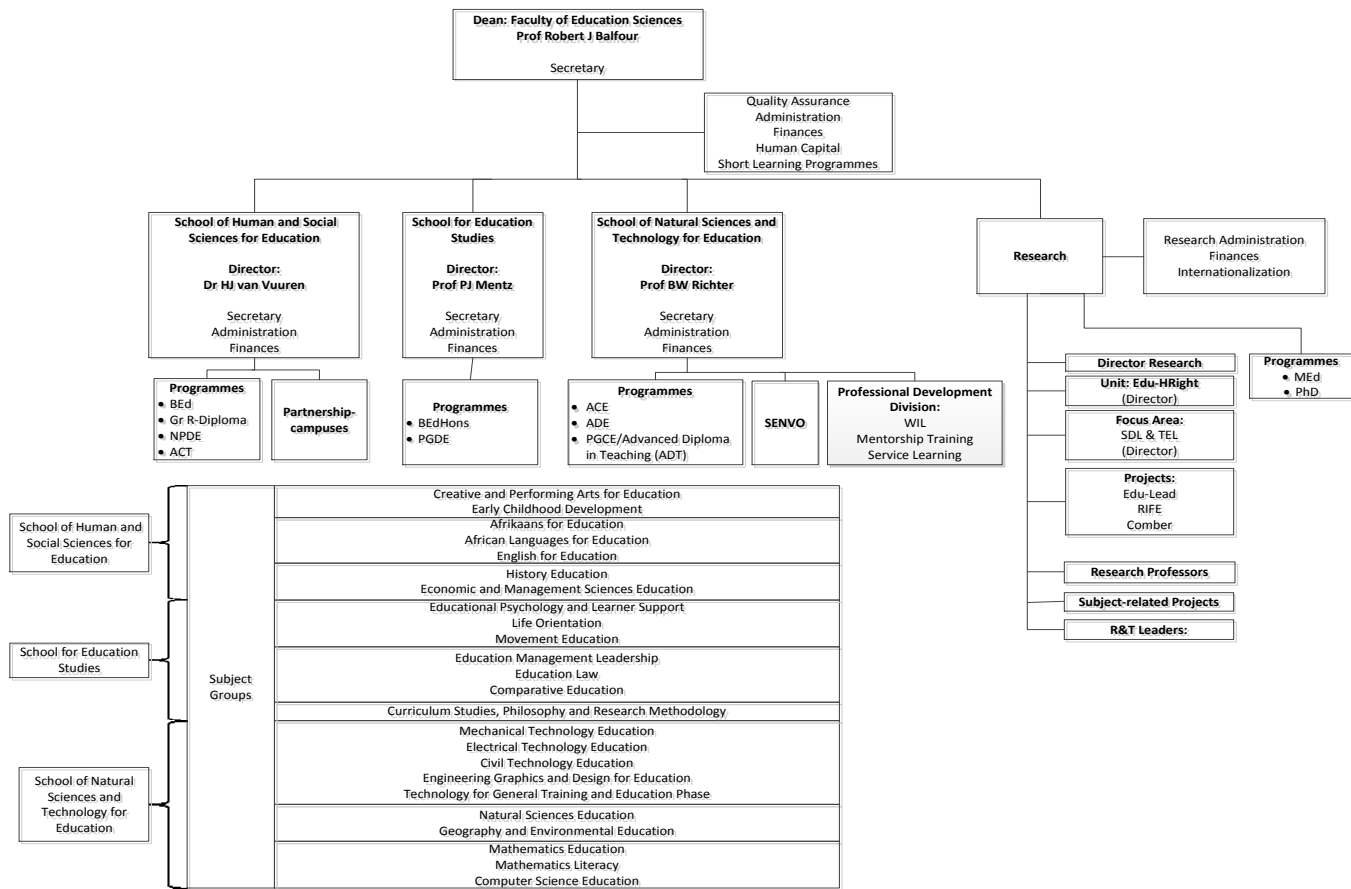 Dean: Faculty of Education Sciences
Prof Robert J Balfour
Secretary
Quality Assurance
Administration
Finances
Human Capital
Short Learning Programmes
School of Human and Social
Sciences for Education
Director:
Dr HJ van Vuuren
Secretary
Administration
Finances
School for Education
Studies
Director:
Prof PJ Mentz
Secretary
Administration
Finances
School of Natural Sciences and
Technology for Education
Director:
Prof BW Richter
Secretary
Administration
Finances
Research
Research Administration
Finances
Internationalization
Programmes
• BEd
• Gr R-Diploma
• NPDE
• ACT
Partnership-
campuses
Programmes
• BEdHons
• PGDE
Programmes
• ACE
• ADE
• PGCE/Advanced Diploma
in Teaching (ADT)
SENVO
Professional Development
Division:
WIL
Mentorship Training
Service Learning
Director Research
Unit: Edu-HRight
(Director)
Focus Area:
SDL & TEL
(Director)
Projects:
Edu-Lead
RIFE
Comber
Research Professors
Subject-related Projects
R&T Leaders:
Programmes
• MEd
• PhD
School of Human and
Social Sciences for
Education
School for Education
Studies
School of Natural
Sciences and
Technology for
Education
Subject
Groups
Creative and Performing Arts for Education
Early Childhood Development
Afrikaans for Education
African Languages for Education
English for Education
History Education
Economic and Management Sciences Education
Educational Psychology and Learner Support
Life Orientation
Movement Education
Education Management Leadership
Education Law
Comparative Education
Curriculum Studies, Philosophy and Research Methodology
Mechanical Technology Education
Electrical Technology Education
Civil Technology Education
Engineering Graphics and Design for Education
Technology for General Training and Education Phase
Natural Sciences Education
Geography and Environmental Education
Mathematics Education
Mathematics Literacy
Computer Science Education